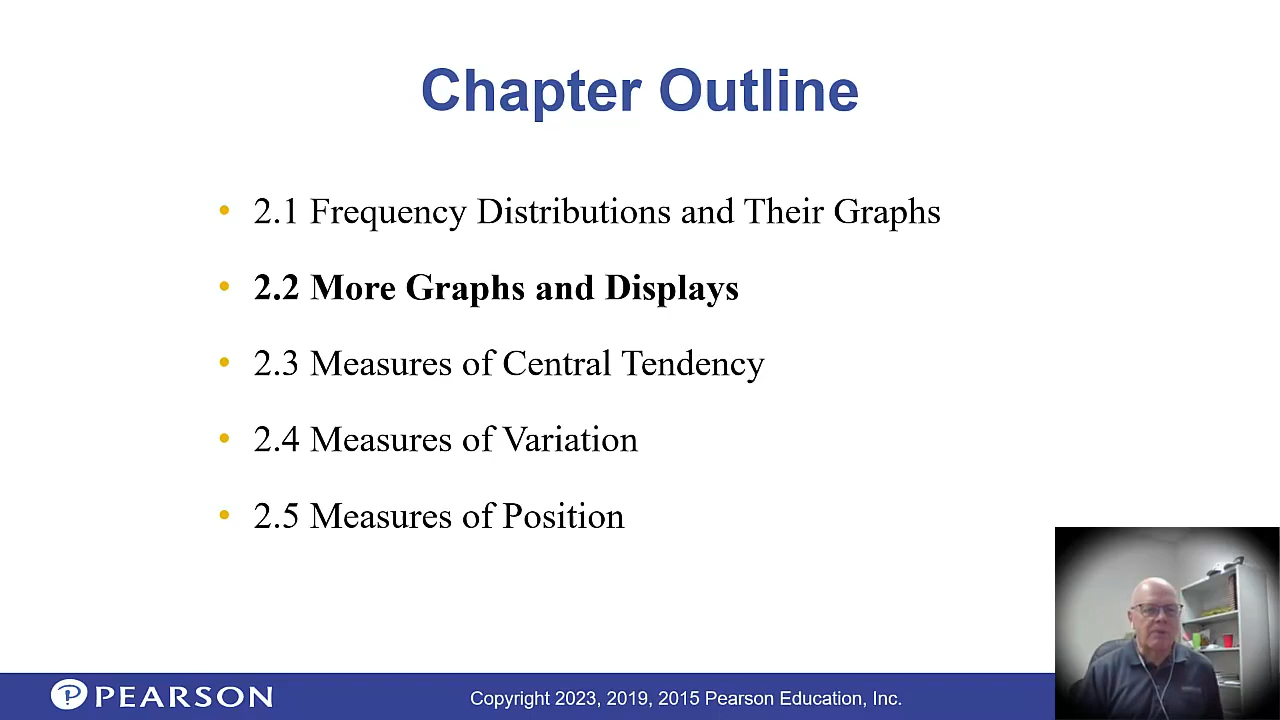 Chapter Outline
• 2.1 Frequency Distributions and Their Graphs
• 2.2 More Graphs and Displays
• 2.3 Measures of Central Tendency
• 2.4 Measures of Variation
• 2.5 Measures of Position
PEARSON
Copyright 2023, 2019, 2015 Pearson Education, Inc.